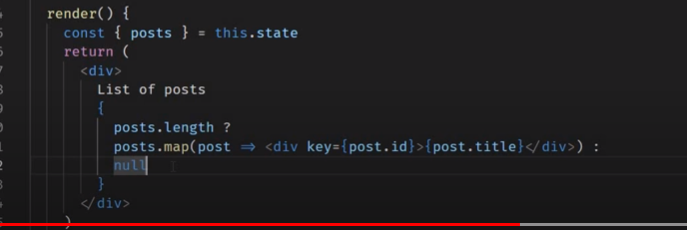 render() {
const { posts } = this.state
return (
<div>
List of posts
{
posts.length ?
posts.map(post => <div key={post.id}>{post.title}</div>) :
null
}
</div>
)